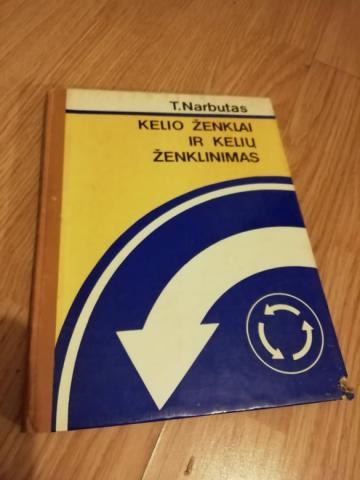 T.Narbutas
KELIO ŽENKLAI
IR KELIŲ
ŽENKLINIMAS